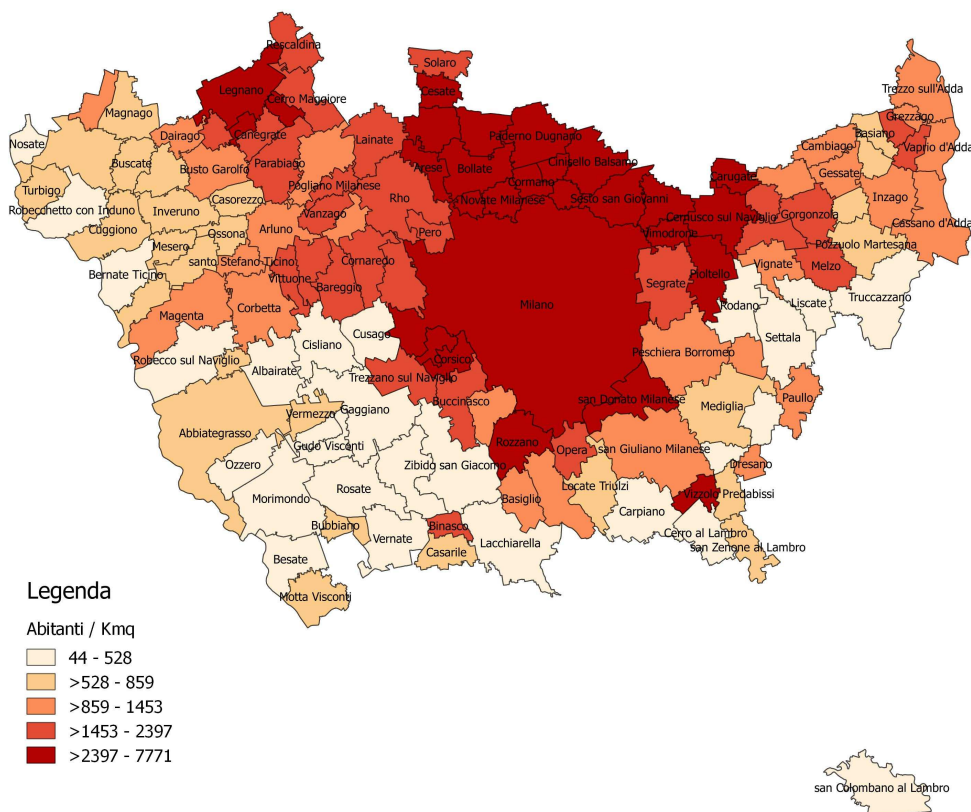 Rescaldina
Solaro
Legnano
Cesate
Cerro Maggiore
Trezzo sull'Adda
Magnago
Grezzago
Nosate
Dairago
Canegrate
Lainate
Paderno Dugnano
Basiano
Vaprio d'Adda
Buscate
Busto Garolfo
Parabiago
Arese
Bollate
Cinisello Balsamo
Cambiago
Gessate
Carugate
Turbigo
Pogliano Milanese
Cormano
Casorezzo
Rho
Novate Milanese
Sesto san Giovanni
Inzago
Robecchetto con Induno
Inveruno
Vanzago
Cernusco sul Naviglio
Gorgonzola
Cuggiono
Ossona
Arluno
Pero
Vimodrone
Cassano d'Adda
Mesero
Pozzuolo Martesana
Bernate Ticino
santo Stefano Ticino
Cornaredo
Vignate
Melzo
Vittuone
Bareggio
Segrate
Pioltello
Truccazzano
Magenta
Corbetta
Milano
Rodano
Liscate
Cusago
Settala
Cisliano
Robecco sul Naviglio
Corsico
Peschiera Borromeo
Albairate
Trezzano sul Naviglio
Buccinasco
san Donato Milanese
Paullo
Vermezzo
Gaggiano
Mediglia
Abbiategrasso
Gudo Visconti
Rozzano
Opera
san Giuliano Milanese
Ozzero
Zibido san Giacomo
Dresano
Rosate
Locate Triulzi
Morimondo
Basiglio
Vizzolo Predabissi
Bubbiano
Binasco
Carpiano
Vernate
Lacchiarella
Cerro al Lambro
san Zenone al Lambro
Besate
Casarile
Motta Visconti
Legenda
Abitanti / Kmq
44 - 528
>528 - 859
>859 - 1453
>1453 - 2397
>2397 - 7771
san Colombano al Lambro